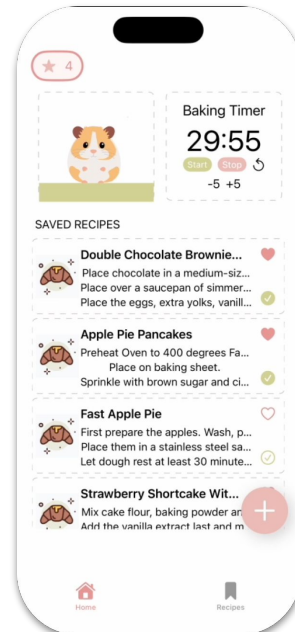 4
Baking Timer
29:55
Start Stop
-5 +5
SAVED RECIPES
Double Chocolate Brownie...
Place chocolate in a medium-siz...
Place over a saucepan of simmer...
Place the eggs, extra yolks, vanill...
Apple Pie Pancakes
Preheat Oven to 400 degrees Fa...
Place on baking sheet.
Sprinkle with brown sugar and ci...
Fast Apple Pie
First prepare the apples. Wash, p...
Place them in a stainless steel sa...
Let dough rest at least 30 minute...
Strawberry Shortcake Wit...
Mix cake flour, baking powder an
Add the vanilla extract last and m
Home Recipes